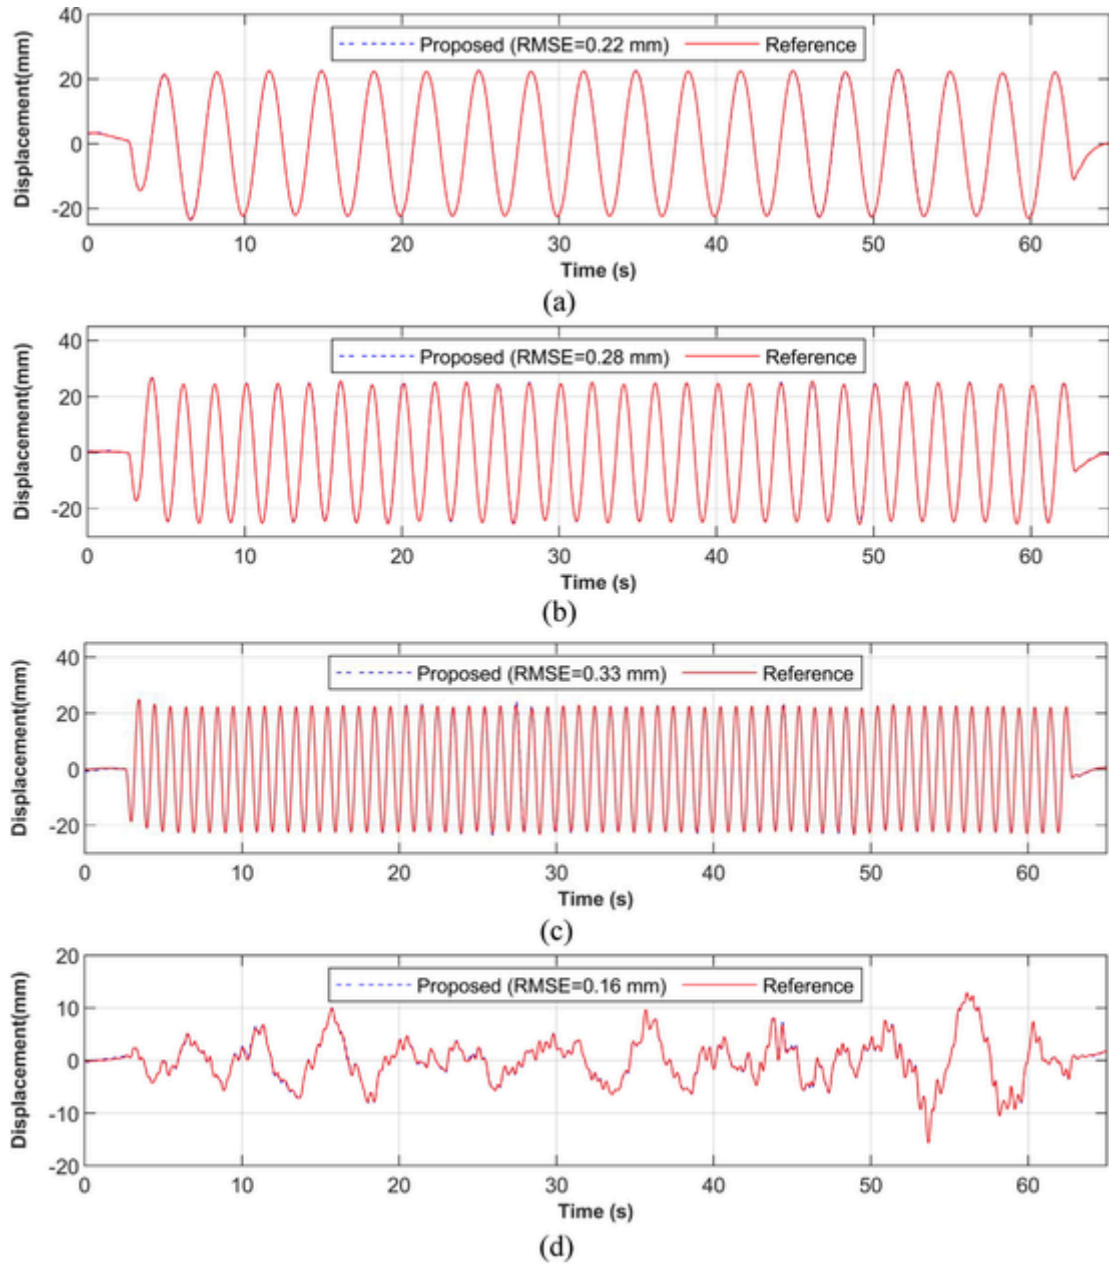 Proposed (RMSE=0.22 mm) Reference
40
20
0
-20
Displacement(mm)
0 10 20 30 40 50 60
Time (s)
(a)
Proposed (RMSE=0.28 mm) Reference
40
20
0
-20
Displacement(mm)
0 10 20 30 40 50 60
Time (s)
(b)
Proposed (RMSE=0.33 mm) Reference
40
20
0
-20
Displacement(mm)
0 10 20 30 40 50 60
Time (s)
(c)
Proposed (RMSE=0.16 mm) Reference
20
10
0
-10
-20
Displacement(mm)
0 10 20 30 40 50 60
Time (s)
(d)